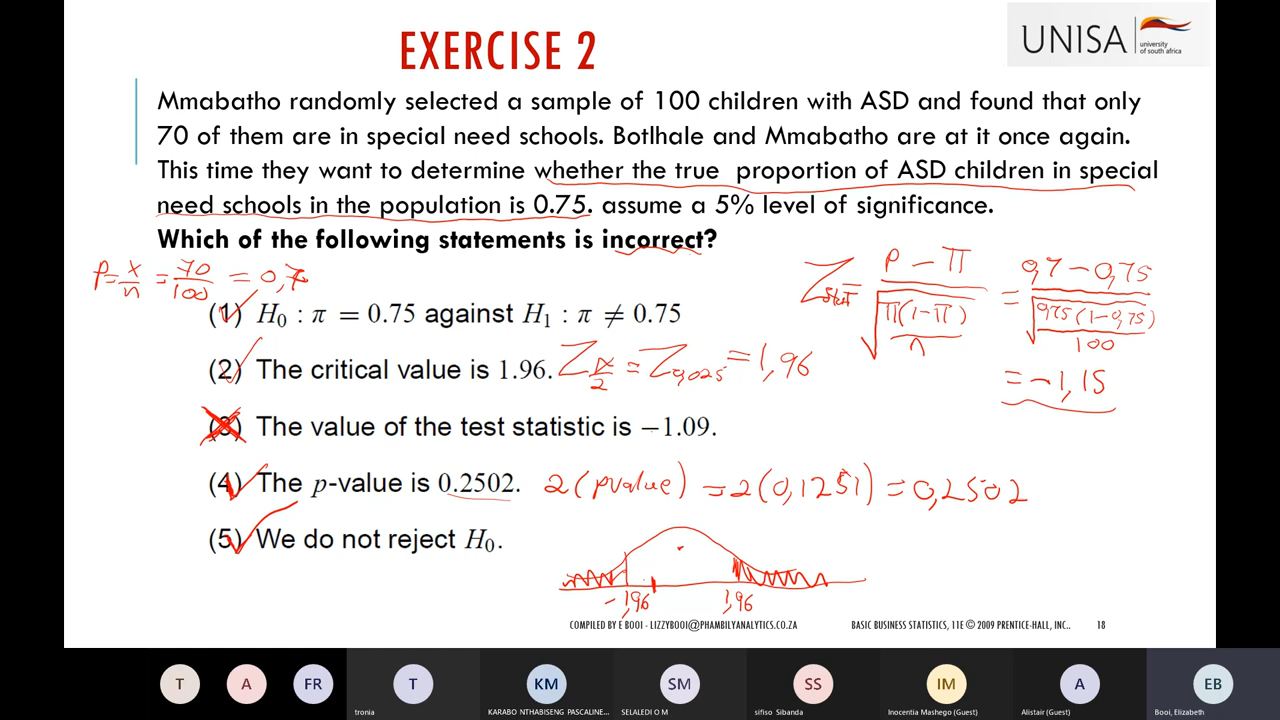 EXERCISE 2
UNISA
university
of south africa
Mmabatho randomly selected a sample of 100 children with ASD and found that only
70 of them are in special need schools. Botlhale and Mmabatho are at it once again.
This time they want to determine whether the true proportion of ASD children in special
need schools in the population is 0.75. assume a 5% level of significance.
Which of the following statements is incorrect?
P = x/n = 70/100 = 0,7
(1) H₀ : π = 0.75 against H₁ : π ≠ 0.75
Zstat = P - π / √(π(1-π)/n) = 0,7 - 0,75 / √(0,75(1-0,75)/100)
= -1,15
(2) The critical value is 1.96. Zα/2 = Z0,025 = 1,96
(3) The value of the test statistic is −1.09.
(4) The p-value is 0.2502. 2(pvalue) = 2(0,1251) = 0,2502
(5) We do not reject H₀.
-1,96 1,96
COMPILED BY E BOOI - LIZZYBOOI@PHAMBILYANALYTICS.CO.ZA
BASIC BUSINESS STATISTICS, 11E © 2009 PRENTICE-HALL, INC..
18
T A FR T KM SM SS IM A EB
tronia
KARABO NTHABISENG PASCALINE...
SELALEDI O M
sifiso Sibanda
Inocentia Mashego (Guest)
Alistair (Guest)
Booi, Elizabeth